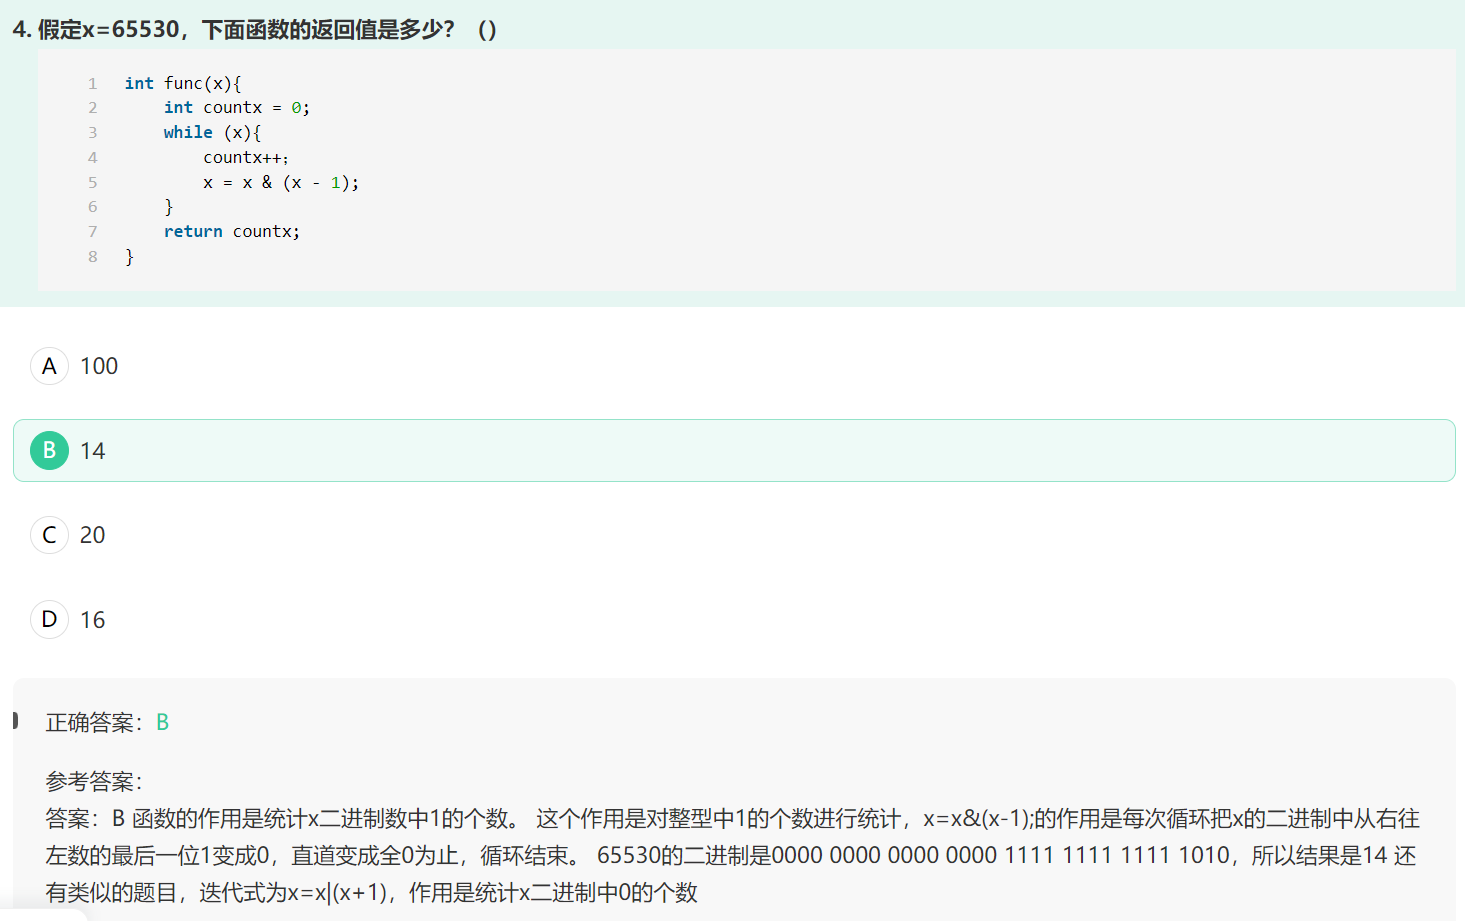 4. 假定x=65530，下面函数的返回值是多少？（）
1 int func(x){
2 int countx = 0;
3 while (x){
4 countx++;
5 x = x & (x - 1);
6 }
7 return countx;
8 }
A 100
B 14
C 20
D 16
正确答案：B
参考答案：
答案：B 函数的作用是统计x二进制数中1的个数。 这个作用是对整型中1的个数进行统计，x=x&(x-1);的作用是每次循环把x的二进制中从右往
左数的最后一位1变成0，直道变成全0为止，循环结束。 65530的二进制是0000 0000 0000 0000 1111 1111 1111 1010，所以结果是14 还
有类似的题目，迭代式为x=x|(x+1)，作用是统计x二进制中0的个数